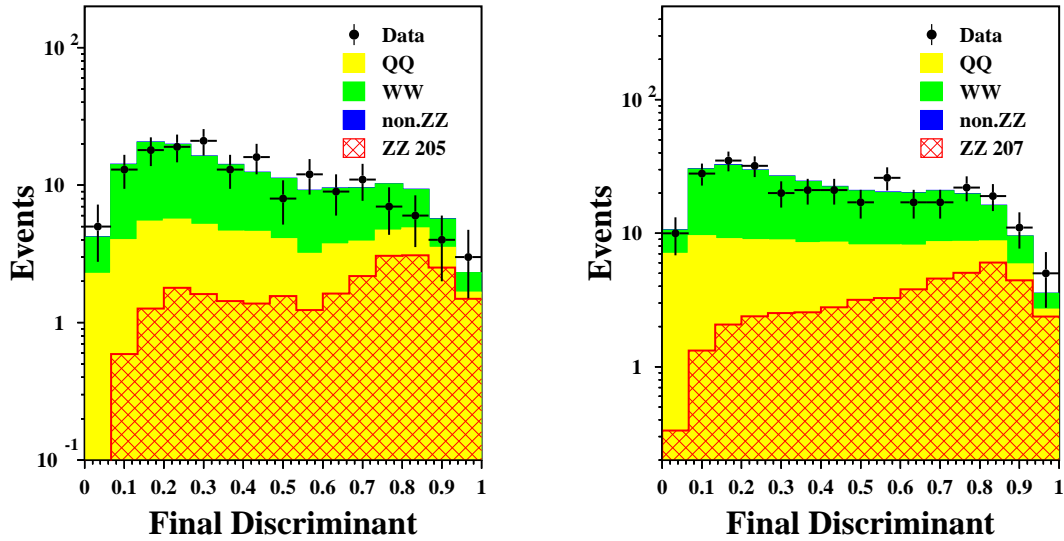 Events
10^2
10
1
10^-1
Data
QQ
WW
non.ZZ
ZZ 205
0 0.1 0.2 0.3 0.4 0.5 0.6 0.7 0.8 0.9 1
Final Discriminant
Events
10^2
10
1
Data
QQ
WW
non.ZZ
ZZ 207
0 0.1 0.2 0.3 0.4 0.5 0.6 0.7 0.8 0.9 1
Final Discriminant